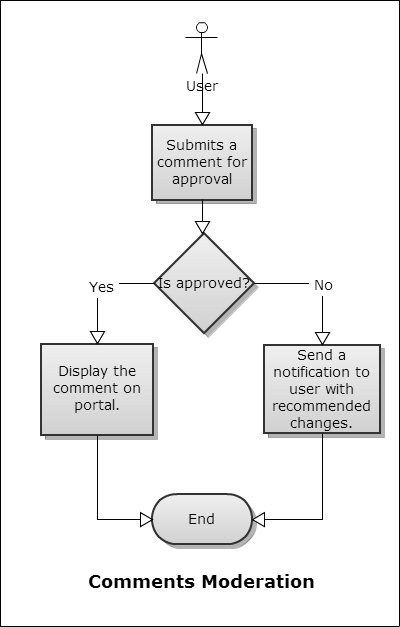 User
Submits a
comment for
approval
Is approved?
Yes
No
Display the
comment on
portal.
Send a
notification to
user with
recommended
changes.
End
Comments Moderation